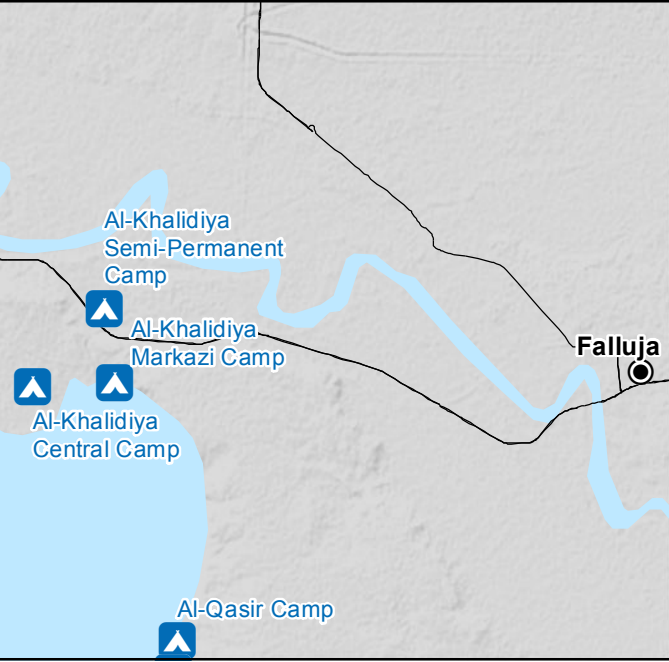 Al-Khalidiya
Semi-Permanent
Camp
Al-Khalidiya
Markazi Camp
Falluja
Al-Khalidiya
Central Camp
Al-Qasir Camp